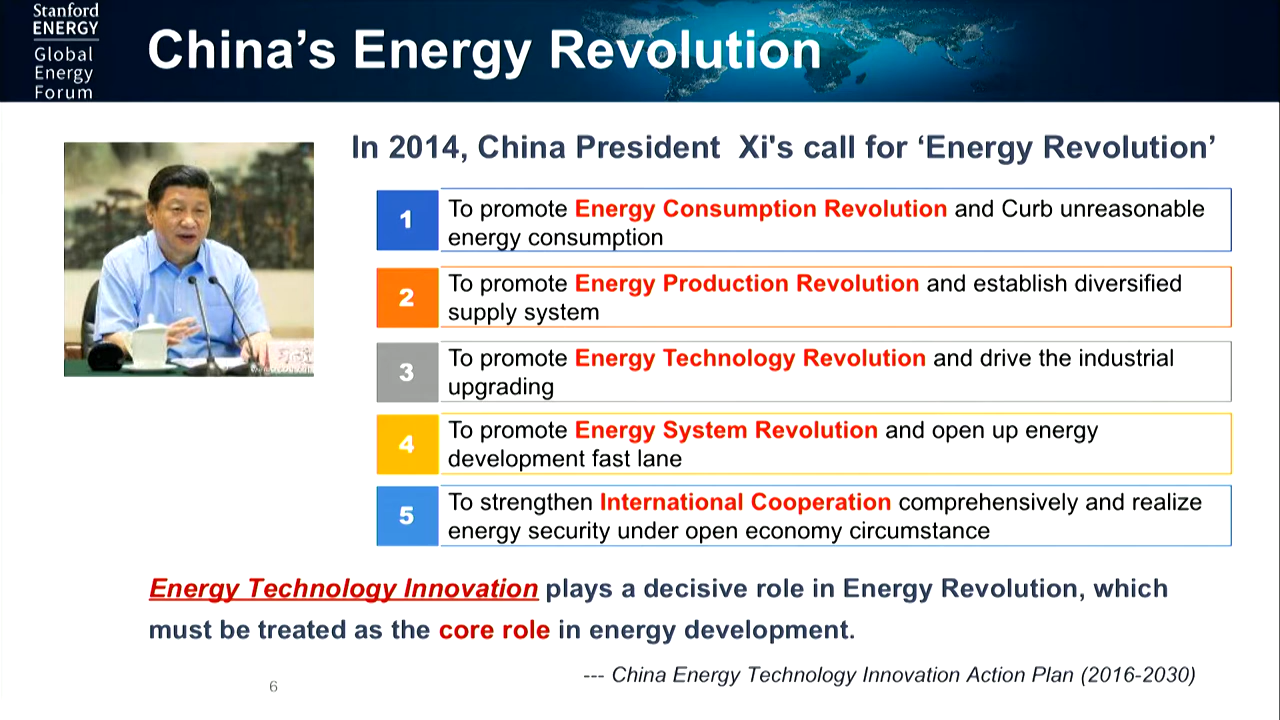 Stanford
ENERGY
Global
Energy
Forum
China’s Energy Revolution
In 2014, China President  Xi's call for ‘Energy Revolution’
1
To promote Energy Consumption Revolution and Curb unreasonable
energy consumption
2
To promote Energy Production Revolution and establish diversified
supply system
3
To promote Energy Technology Revolution and drive the industrial
upgrading
4
To promote Energy System Revolution and open up energy
development fast lane
5
To strengthen International Cooperation comprehensively and realize
energy security under open economy circumstance
Energy Technology Innovation plays a decisive role in Energy Revolution, which
must be treated as the core role in energy development.
--- China Energy Technology Innovation Action Plan (2016-2030)
6